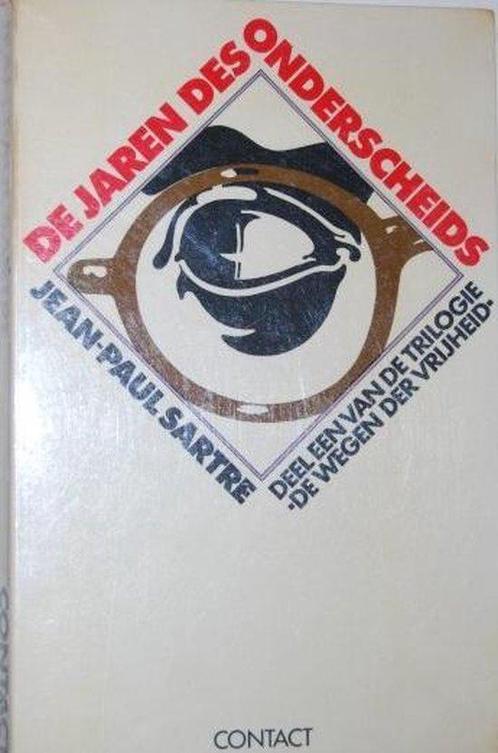 DE JAREN DES
ONDERSCHEIDS
JEAN-PAUL SARTRE
DEEL EEN VAN DE TRILOGIE
·DE WEGEN DER VRIJHEID·
CONTACT